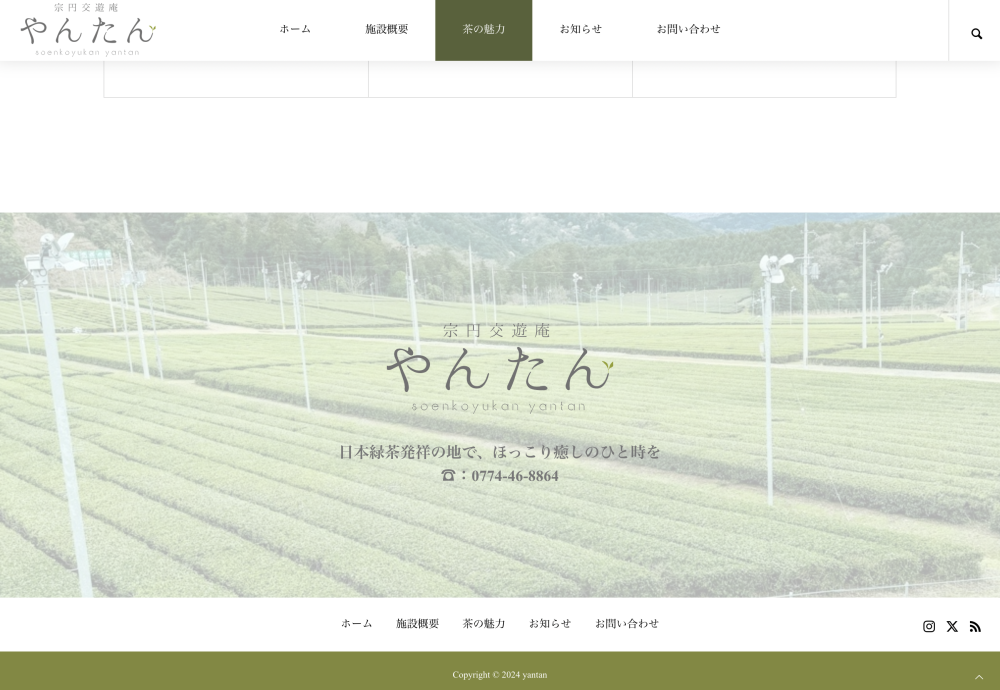 宗円交遊庵
やんたん
soenkoyukan yantan
ホーム
施設概要
茶の魅力
お知らせ
お問い合わせ
宗円交遊庵
やんたん
soenkoyukan yantan
日本緑茶発祥の地で、ほっこり癒しのひと時を
☎：0774-46-8864
ホーム
施設概要
茶の魅力
お知らせ
お問い合わせ
Copyright © 2024 yantan